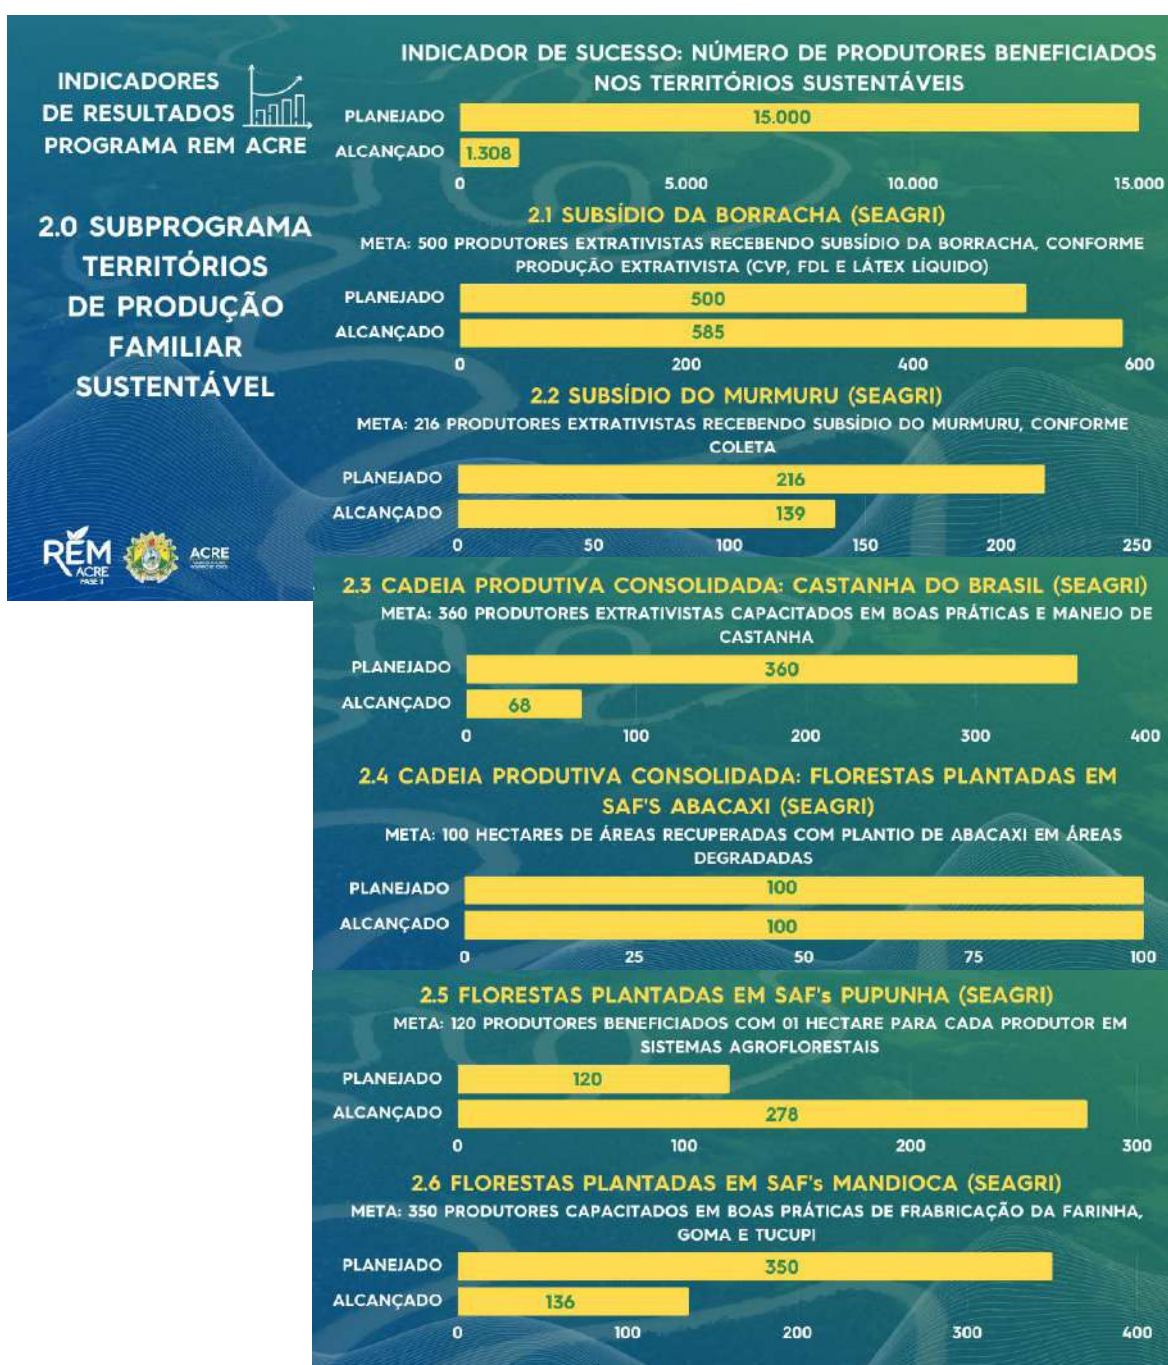 INDICADORES
DE RESULTADOS
PROGRAMA REM ACRE
2.0 SUBPROGRAMA
TERRITÓRIOS
DE PRODUÇÃO
FAMILIAR
SUSTENTÁVEL
REM
ACRE
FASE II
ACRE
INDICADOR DE SUCESSO: NÚMERO DE PRODUTORES BENEFICIADOS
NOS TERRITÓRIOS SUSTENTÁVEIS
PLANEJADO 15.000
ALCANÇADO 1.308
0 5.000 10.000 15.000
2.1 SUBSÍDIO DA BORRACHA (SEAGRI)
META: 500 PRODUTORES EXTRATIVISTAS RECEBENDO SUBSÍDIO DA BORRACHA, CONFORME
PRODUÇÃO EXTRATIVISTA (CVP, FDL E LÁTEX LÍQUIDO)
PLANEJADO 500
ALCANÇADO 585
0 200 400 600
2.2 SUBSÍDIO DO MURMURU (SEAGRI)
META: 216 PRODUTORES EXTRATIVISTAS RECEBENDO SUBSÍDIO DO MURMURU, CONFORME
COLETA
PLANEJADO 216
ALCANÇADO 139
0 50 100 150 200 250
2.3 CADEIA PRODUTIVA CONSOLIDADA: CASTANHA DO BRASIL (SEAGRI)
META: 360 PRODUTORES EXTRATIVISTAS CAPACITADOS EM BOAS PRÁTICAS E MANEJO DE
CASTANHA
PLANEJADO 360
ALCANÇADO 68
0 100 200 300 400
2.4 CADEIA PRODUTIVA CONSOLIDADA: FLORESTAS PLANTADAS EM
SAF'S ABACAXI (SEAGRI)
META: 100 HECTARES DE ÁREAS RECUPERADAS COM PLANTIO DE ABACAXI EM ÁREAS
DEGRADADAS
PLANEJADO 100
ALCANÇADO 100
0 25 50 75 100
2.5 FLORESTAS PLANTADAS EM SAF's PUPUNHA (SEAGRI)
META: 120 PRODUTORES BENEFICIADOS COM 01 HECTARE PARA CADA PRODUTOR EM
SISTEMAS AGROFLORESTAIS
PLANEJADO 120
ALCANÇADO 278
0 100 200 300
2.6 FLORESTAS PLANTADAS EM SAF's MANDIOCA (SEAGRI)
META: 350 PRODUTORES CAPACITADOS EM BOAS PRÁTICAS DE FRABRICAÇÃO DA FARINHA,
GOMA E TUCUPI
PLANEJADO 350
ALCANÇADO 136
0 100 200 300 400